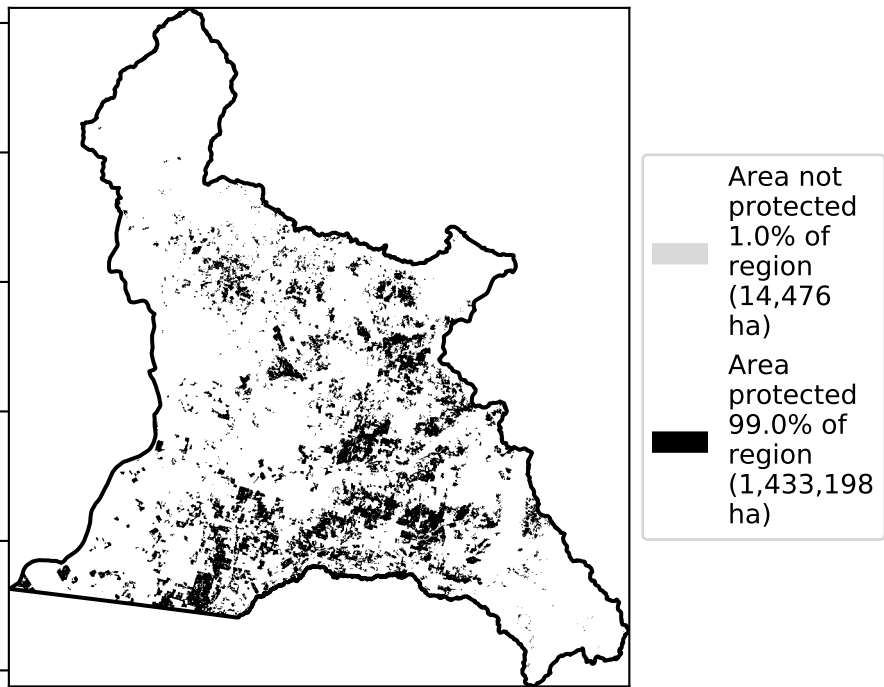 Area not
protected
1.0% of
region
(14,476
ha)
Area
protected
99.0% of
region
(1,433,198
ha)